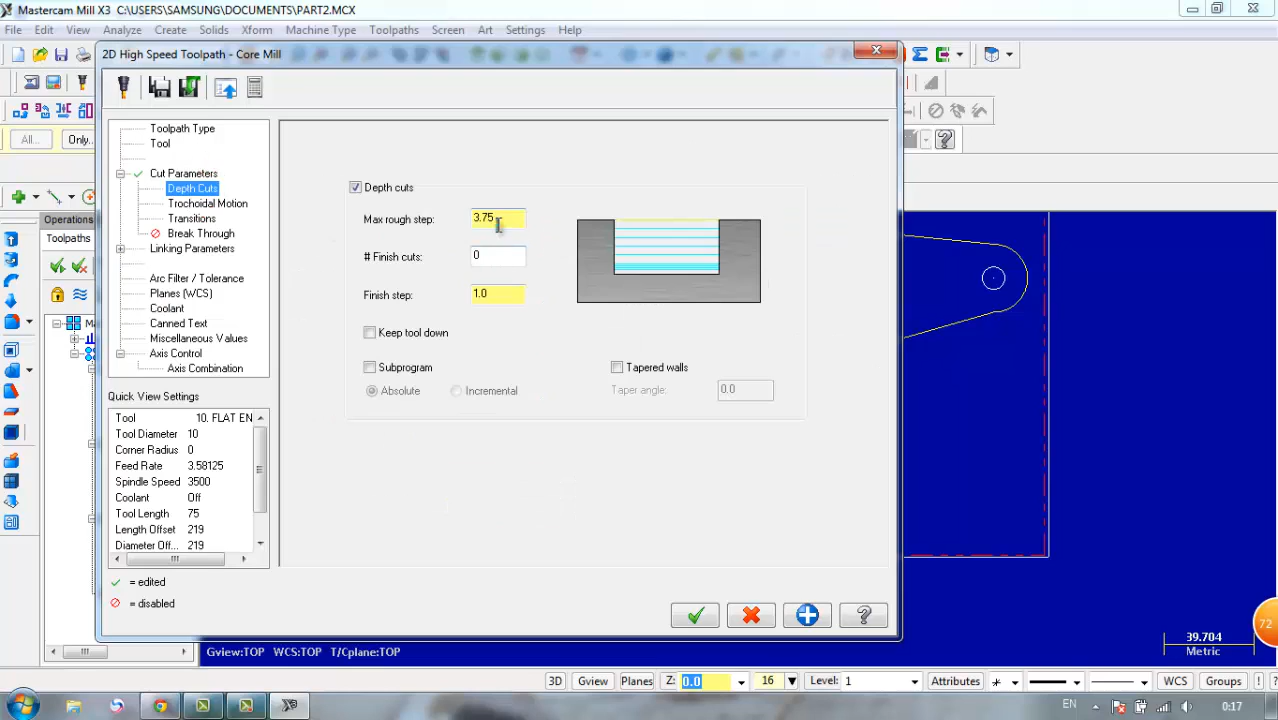 Mastercam Mill X3 C:\USERS\SAMSUNG\DOCUMENTS\PART2.MCX
File Edit View Analyze Create Solids Xform Machine Type Toolpaths Screen Art Settings Help
2D High Speed Toolpath - Core Mill
All... Only...
Operations
Toolpaths
Ma
Toolpath Type
Tool
Cut Parameters
Depth Cuts
Trochoidal Motion
Transitions
Break Through
Linking Parameters
Arc Filter / Tolerance
Planes (WCS)
Coolant
Canned Text
Miscellaneous Values
Axis Control
Axis Combination
Depth cuts
Max rough step: 3.75
# Finish cuts: 0
Finish step: 1.0
Keep tool down
Subprogram
Absolute Incremental
Tapered walls
Taper angle: 0.0
Quick View Settings
Tool 10. FLAT EN
Tool Diameter 10
Corner Radius 0
Feed Rate 3.58125
Spindle Speed 3500
Coolant Off
Tool Length 75
Length Offset 219
Diameter Off... 219
= edited
= disabled
39.704
Metric
72
Gview:TOP WCS:TOP T/Cplane:TOP
3D Gview Planes Z: 0.0 16 Level: 1 Attributes WCS Groups ?
EN 0:17